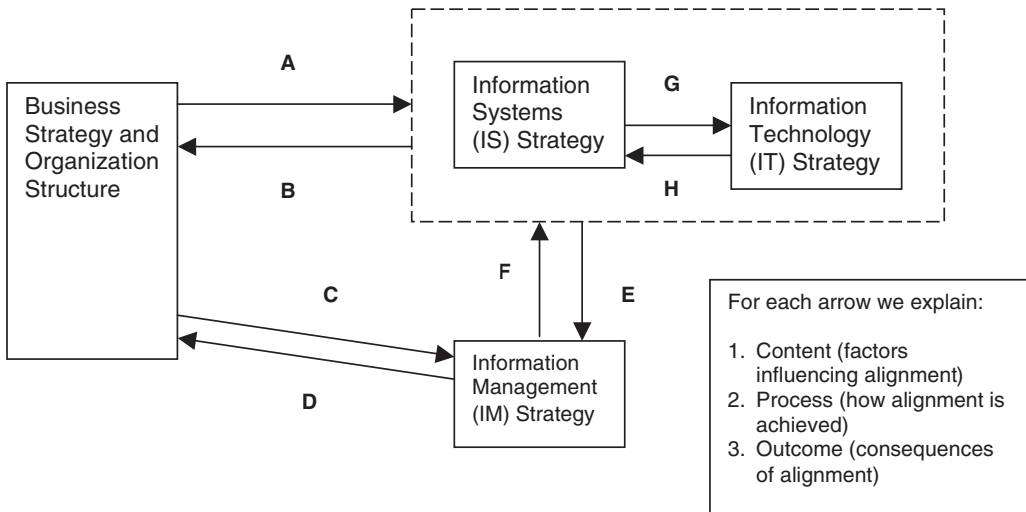 A
Business
Strategy and
Organization
Structure
Information
Systems
(IS) Strategy
G
Information
Technology
(IT) Strategy
H
B
F
E
C
D
Information
Management
(IM) Strategy
For each arrow we explain:
1. Content (factors
influencing alignment)
2. Process (how alignment is
achieved)
3. Outcome (consequences
of alignment)